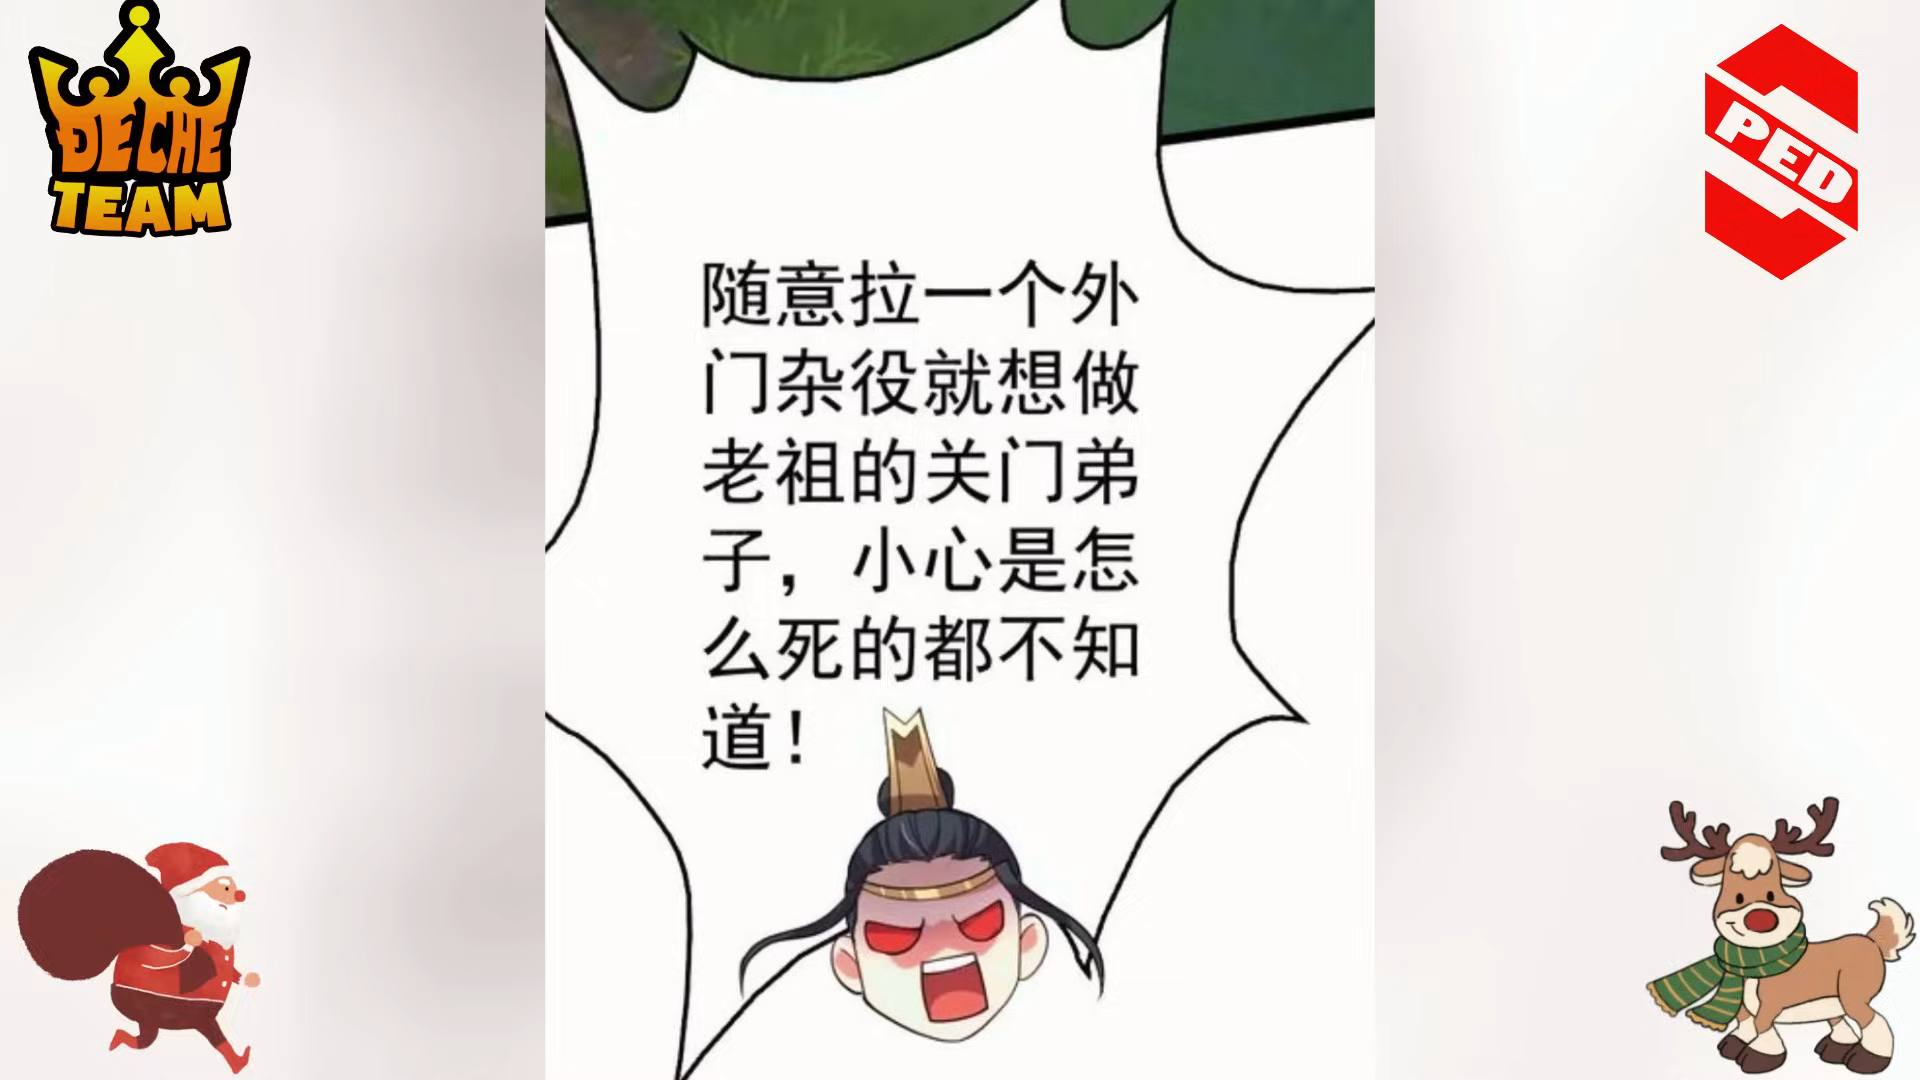 ĐECHE
TEAM
PED
随意拉一个外
门杂役就想做
老祖的关门弟
子，小心是怎
么死的都不知
道！